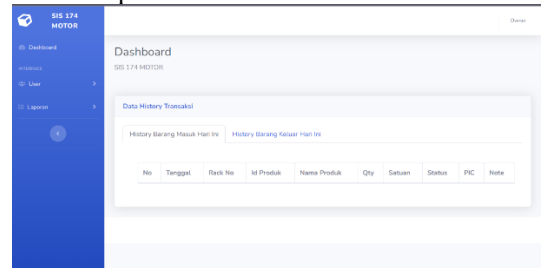 SIS 174
MOTOR
Owner
Dashboard
Dashboard
SIS 174 MOTOR
INTERFACE
User
Laporan
Data History Transaksi
History Barang Masuk Hari Ini
History Barang Keluar Hari Ini
No Tanggal Rack No Id Produk Nama Produk Qty Satuan Status PIC Note